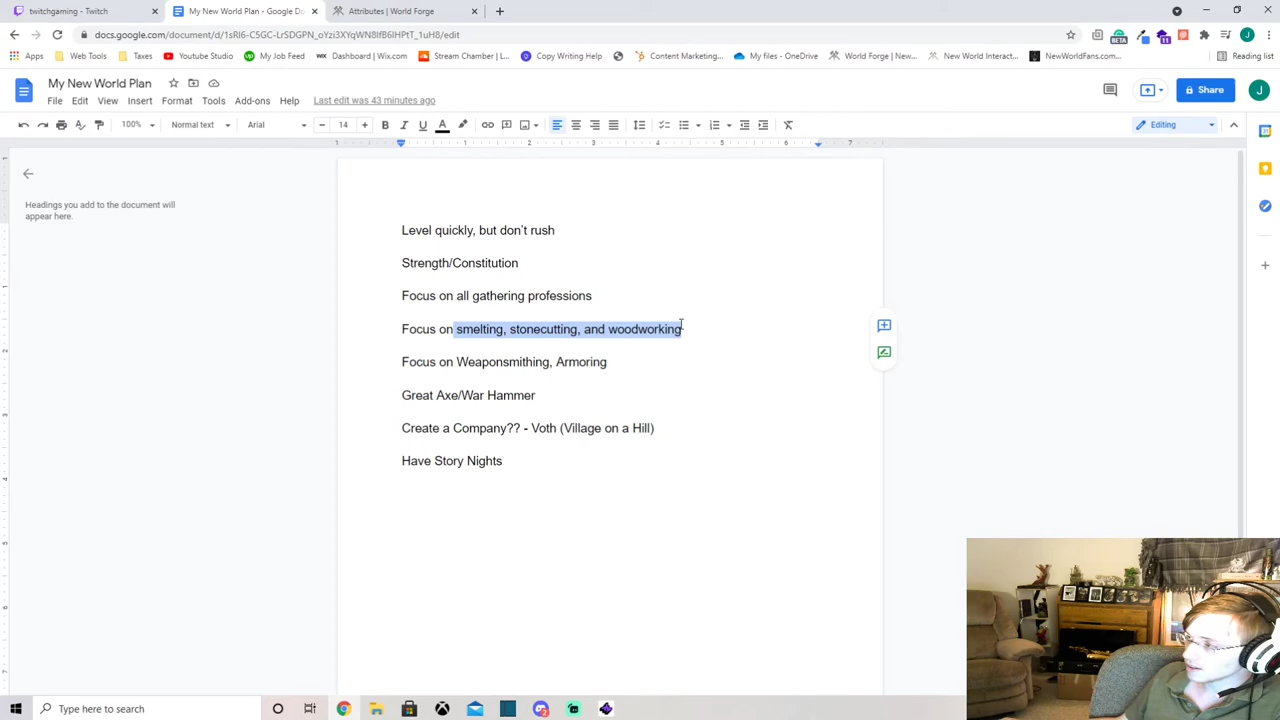 twitchgaming - Twitch
My New World Plan - Google Do
Attributes | World Forge
docs.google.com/document/d/1sRI6-C5GC-LrSDGPN_oYzi3XYqWN8IfB6IHPtT_1uH8/edit
Apps Web Tools Taxes Youtube Studio My Job Feed Dashboard | Wix.com Stream Chamber | L... Copy Writing Help Content Marketing... My files - OneDrive World Forge | New... New World Interact... NewWorldFans.com... Reading list
My New World Plan
File Edit View Insert Format Tools Add-ons Help Last edit was 43 minutes ago
Share
J
100% Normal text Arial 14 B I U A Editing
Headings you add to the document will
appear here.
Level quickly, but don't rush
Strength/Constitution
Focus on all gathering professions
Focus on smelting, stonecutting, and woodworking
Focus on Weaponsmithing, Armoring
Great Axe/War Hammer
Create a Company?? - Voth (Village on a Hill)
Have Story Nights
Type here to search